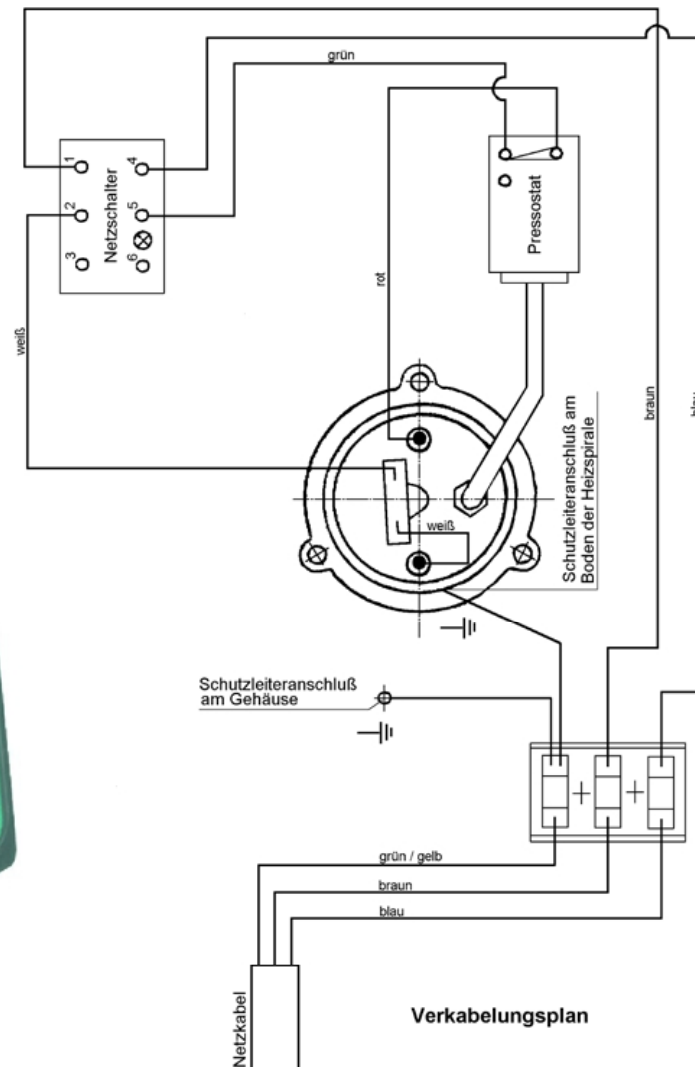 grün
1
4
Netzschalter
2
5
3
6
Pressostat
rot
weiß
braun
weiß
Schutzleiteranschluß am
Boden der Heizspirale
Schutzleiteranschluß
am Gehäuse
grün / gelb
braun
blau
Netzkabel
Verkabelungsplan